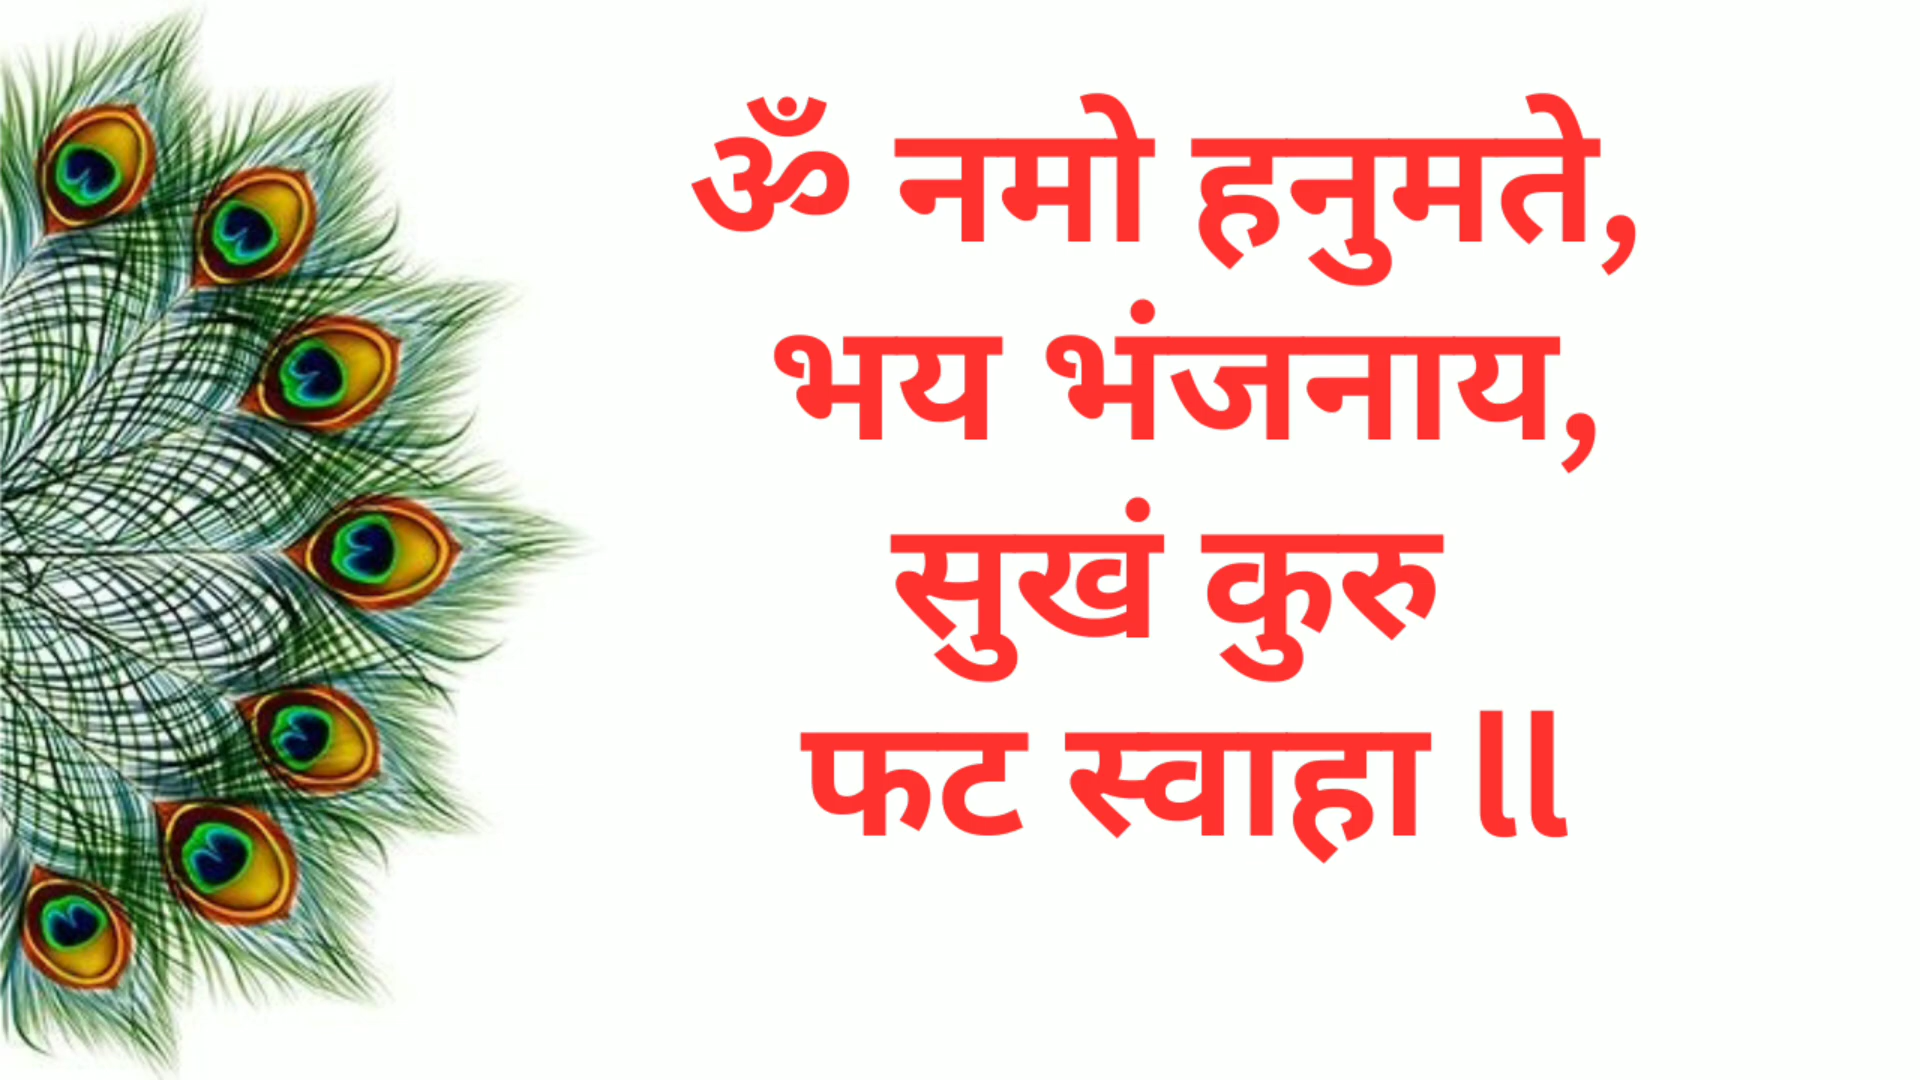 ॐ नमो हनुमते,
भय भंजनाय,
सुखं कुरु
फट स्वाहा ll